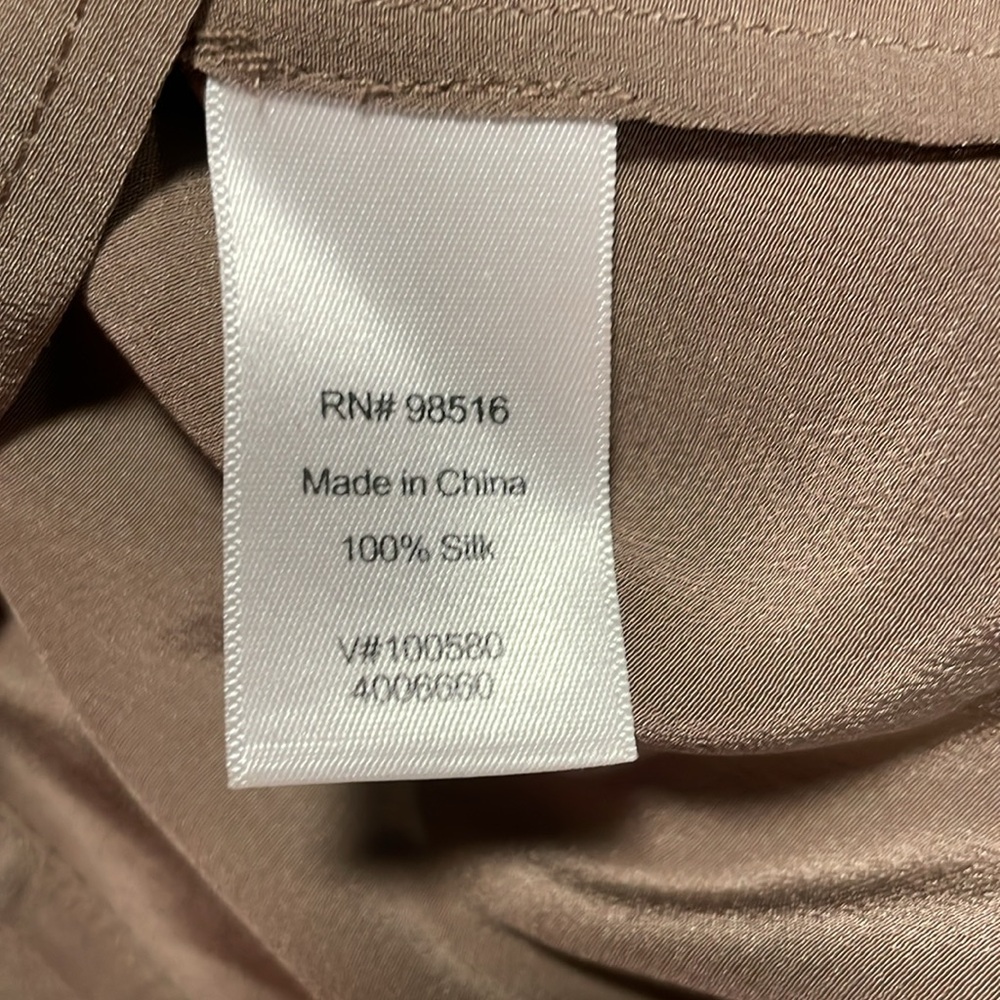 RN# 98516
Made in China
100% Silk
V#100580
4006660